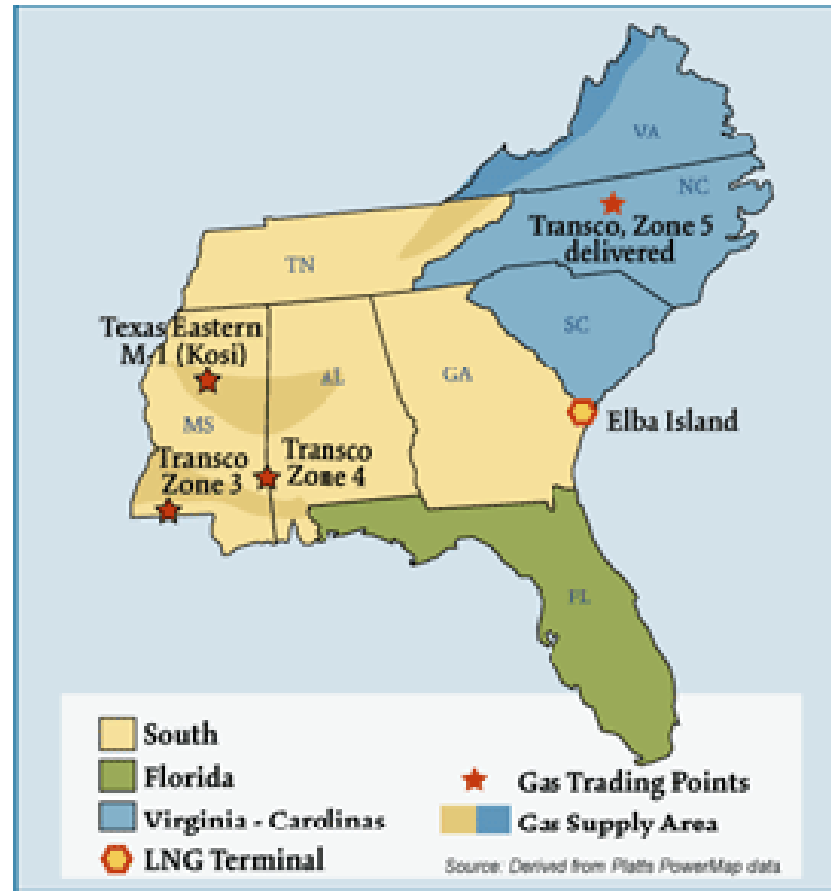 VA
NC
Transco, Zone 5
delivered
TN
SC
Texas Eastern
M-1 (Kosi)
AL
GA
MS
Elba Island
Transco
Zone 3
Transco
Zone 4
FL
South
Florida
Virginia - Carolinas
LNG Terminal
Gas Trading Points
Gas Supply Area
Source: Derived from Platts PowerMap data